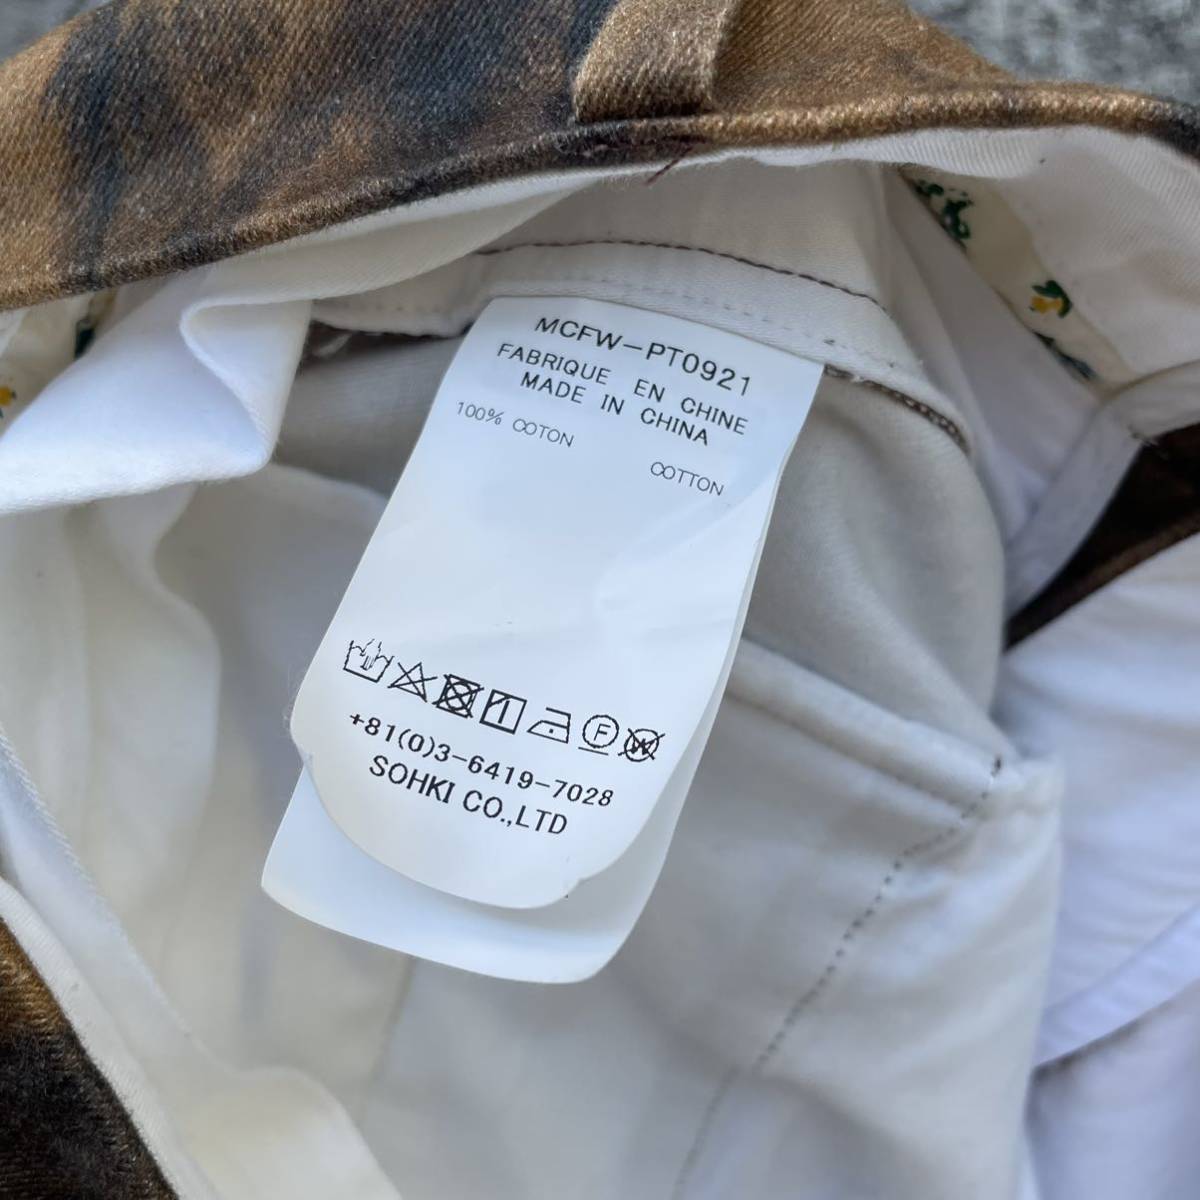 MCFW-PT0921
FABRIQUE EN CHINE
MADE IN CHINA
100% COTON
COTTON
F
W
+81(0)3-6419-7028
SOHKI CO.,LTD